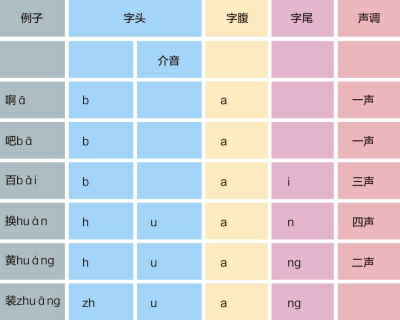 例子 字头 字腹 字尾 声调
介音
啊ā b a 一声
吧bā b a 一声
百bǎi b a i 三声
换huàn h u a n 四声
黄huáng h u a ng 二声
装zhuāng zh u a ng